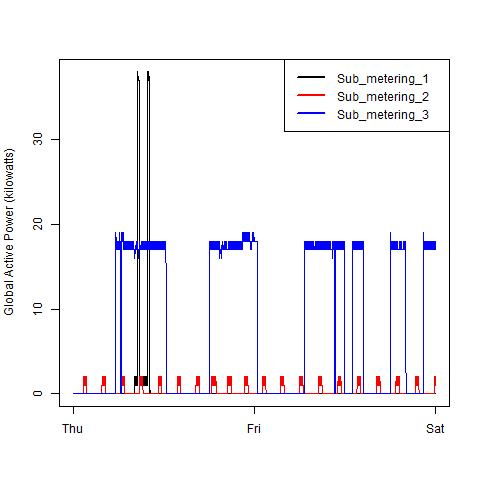 Sub_metering_1
Sub_metering_2
Sub_metering_3
Global Active Power (kilowatts)
30
20
10
0
Thu Fri Sat